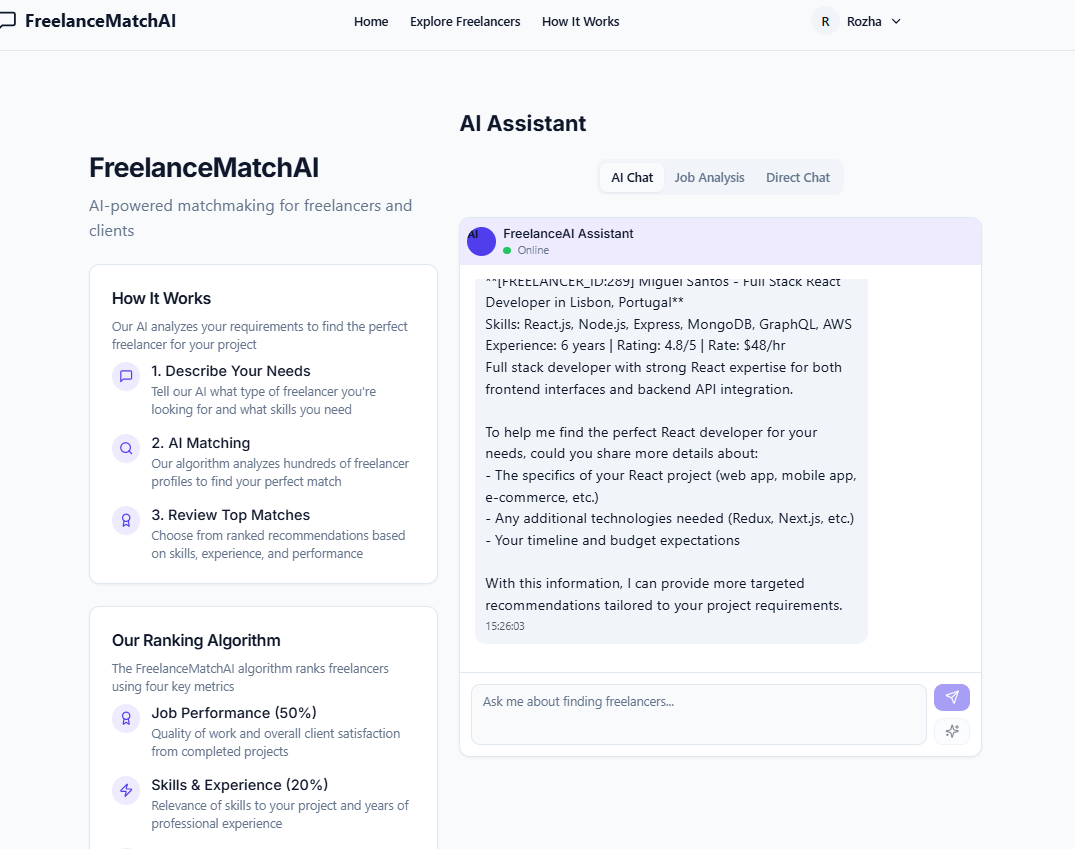 FreelanceMatchAI
Home
Explore Freelancers
How It Works
R
Rozha
FreelanceMatchAI
AI-powered matchmaking for freelancers and
clients
How It Works
Our AI analyzes your requirements to find the perfect
freelancer for your project
1. Describe Your Needs
Tell our AI what type of freelancer you're
looking for and what skills you need
2. AI Matching
Our algorithm analyzes hundreds of freelancer
profiles to find your perfect match
3. Review Top Matches
Choose from ranked recommendations based
on skills, experience, and performance
Our Ranking Algorithm
The FreelanceMatchAI algorithm ranks freelancers
using four key metrics
Job Performance (50%)
Quality of work and overall client satisfaction
from completed projects
Skills & Experience (20%)
Relevance of skills to your project and years of
professional experience
AI Assistant
AI Chat
Job Analysis
Direct Chat
AI
FreelanceAI Assistant
Online
**[FREELANCER_ID:289] Miguel Santos - Full Stack React
Developer in Lisbon, Portugal**
Skills: React.js, Node.js, Express, MongoDB, GraphQL, AWS
Experience: 6 years | Rating: 4.8/5 | Rate: $48/hr
Full stack developer with strong React expertise for both
frontend interfaces and backend API integration.
To help me find the perfect React developer for your
needs, could you share more details about:
- The specifics of your React project (web app, mobile app,
e-commerce, etc.)
- Any additional technologies needed (Redux, Next.js, etc.)
- Your timeline and budget expectations
With this information, I can provide more targeted
recommendations tailored to your project requirements.
15:26:03
Ask me about finding freelancers...